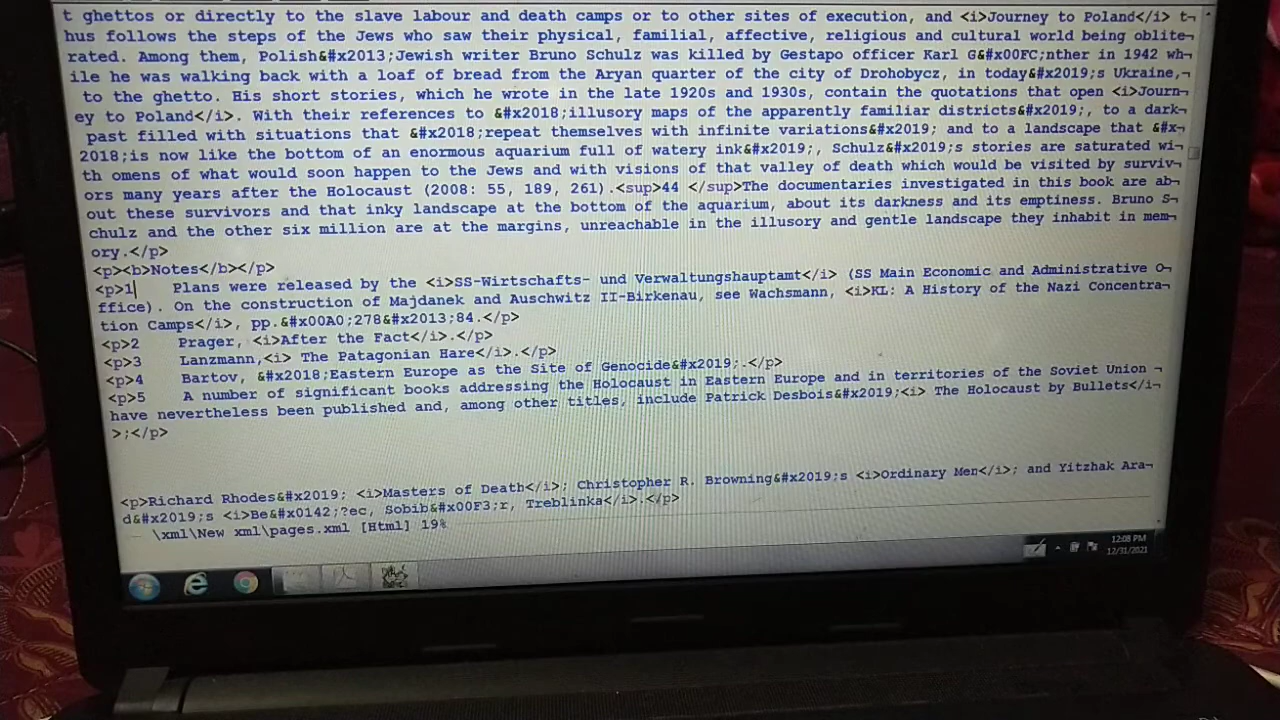 t ghettos or directly to the slave labour and death camps or to other sites of execution, and <i>Journey to Poland</i> t¬
hus follows the steps of the Jews who saw their physical, familial, affective, religious and cultural world being oblite¬
rated. Among them, Polish&#x2013;Jewish writer Bruno Schulz was killed by Gestapo officer Karl G&#x00FC;nther in 1942 wh¬
ile he was walking back with a loaf of bread from the Aryan quarter of the city of Drohobycz, in today&#x2019;s Ukraine,¬
to the ghetto. His short stories, which he wrote in the late 1920s and 1930s, contain the quotations that open <i>Journ¬
ey to Poland</i>. With their references to &#x2018;illusory maps of the apparently familiar districts&#x2019;, to a dark¬
past filled with situations that &#x2018;repeat themselves with infinite variations&#x2019; and to a landscape that &#x¬
2018;is now like the bottom of an enormous aquarium full of watery ink&#x2019;, Schulz&#x2019;s stories are saturated wi¬
th omens of what would soon happen to the Jews and with visions of that valley of death which would be visited by surviv¬
ors many years after the Holocaust (2008: 55, 189, 261).<sup>44 </sup>The documentaries investigated in this book are ab¬
out these survivors and that inky landscape at the bottom of the aquarium, about its darkness and its emptiness. Bruno S¬
chulz and the other six million are at the margins, unreachable in the illusory and gentle landscape they inhabit in mem¬
ory.</p>
<p><b>Notes</b></p>
<p>1 Plans were released by the <i>SS-Wirtschafts- und Verwaltungshauptamt</i> (SS Main Economic and Administrative O¬
ffice). On the construction of Majdanek and Auschwitz II-Birkenau, see Wachsmann, <i>KL: A History of the Nazi Concentra¬
tion Camps</i>, pp.&#x00A0;278&#x2013;84.</p>
<p>2 Prager, <i>After the Fact</i>.</p>
<p>3 Lanzmann,<i> The Patagonian Hare</i>.</p>
<p>4 Bartov, &#x2018;Eastern Europe as the Site of Genocide&#x2019;.</p>
<p>5 A number of significant books addressing the Holocaust in Eastern Europe and in territories of the Soviet Union ¬
have nevertheless been published and, among other titles, include Patrick Desbois&#x2019;<i> The Holocaust by Bullets</i¬
>;</p>
<p>Richard Rhodes&#x2019; <i>Masters of Death</i>; Christopher R. Browning&#x2019;s <i>Ordinary Men</i>; and Yitzhak Ara¬
d&#x2019;s <i>Be&#x0142;?ec, Sobib&#x00F3;r, Treblinka</i>.</p>
\xml\New xml\pages.xml [Html] 19%
12:08 PM
12/31/2021